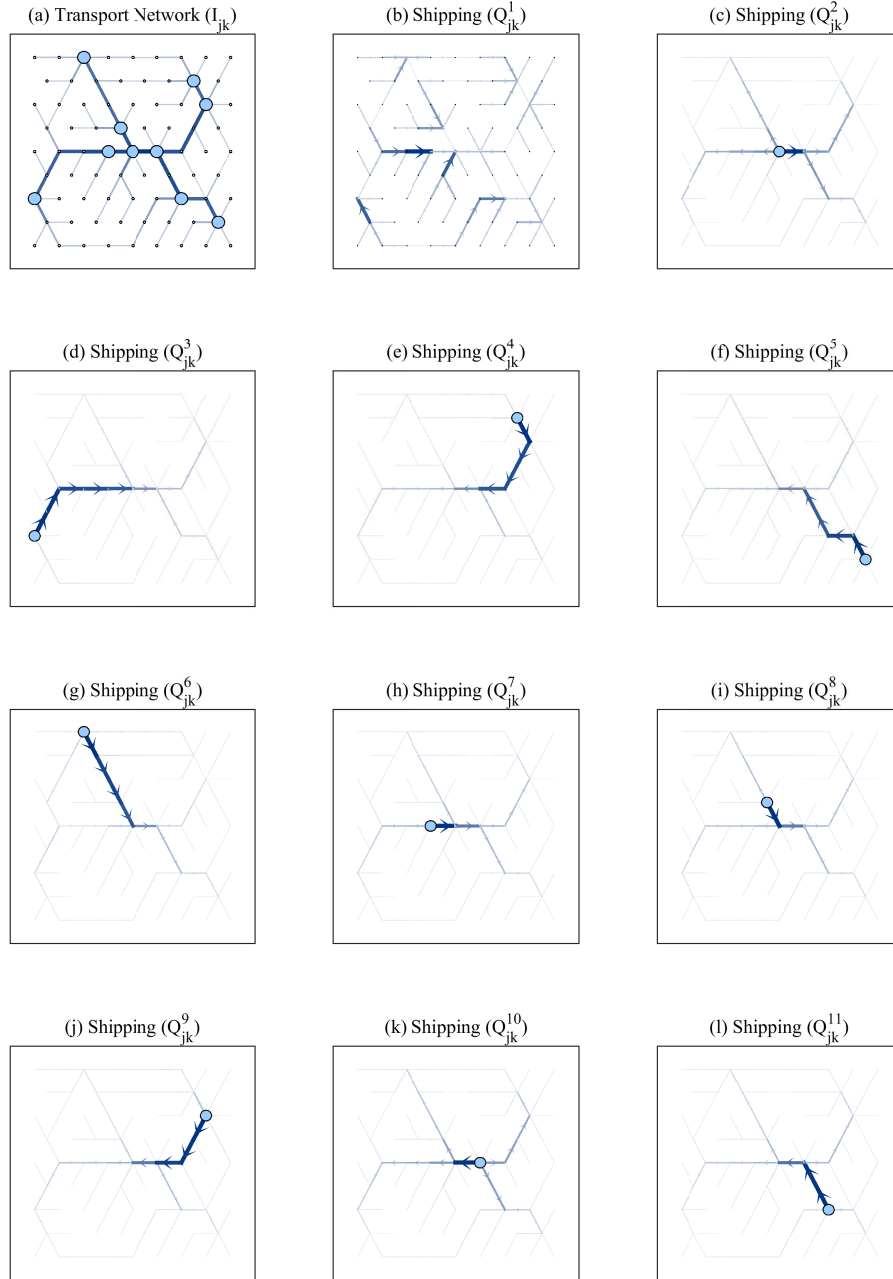 (a) Transport Network (I_jk)
(b) Shipping (Q^1_jk)
(c) Shipping (Q^2_jk)
(d) Shipping (Q^3_jk)
(e) Shipping (Q^4_jk)
(f) Shipping (Q^5_jk)
(g) Shipping (Q^6_jk)
(h) Shipping (Q^7_jk)
(i) Shipping (Q^8_jk)
(j) Shipping (Q^9_jk)
(k) Shipping (Q^10_jk)
(l) Shipping (Q^11_jk)